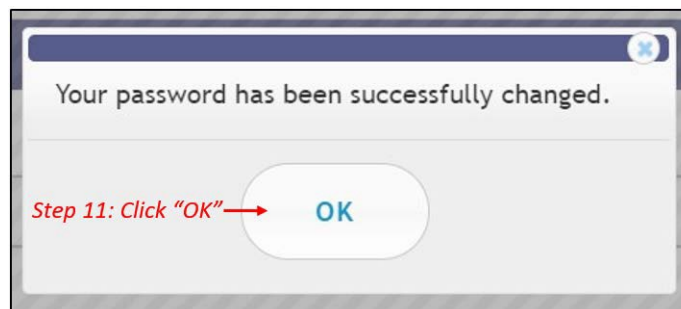 Your password has been successfully changed.
Step 11: Click “OK”
OK